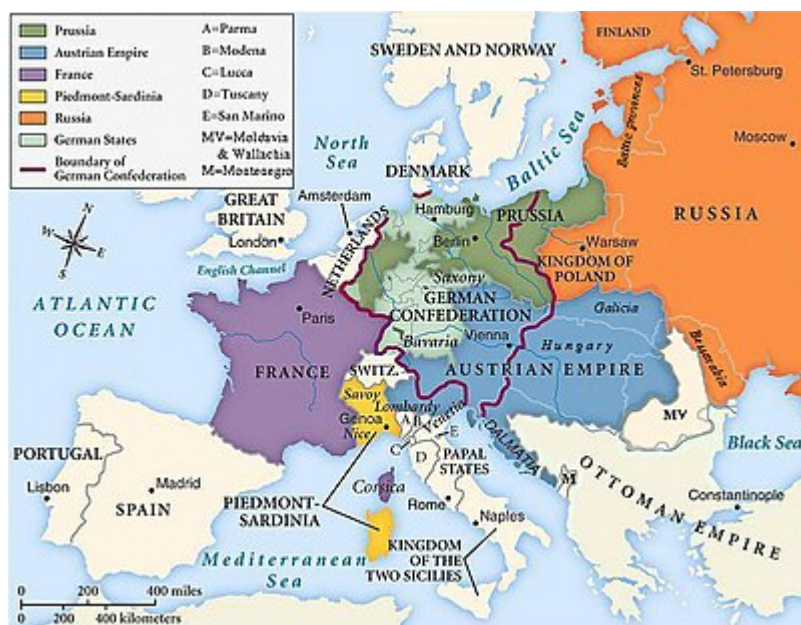 Prussia
Austrian Empire
France
Piedmont-Sardinia
Russia
German States
Boundary of
German Confederation
A=Parma
B=Modena
C=Lucca
D=Tuscany
E=San Marino
MV=Moldavia
& Wallachia
M=Montenegro
SWEDEN AND NORWAY
FINLAND
St. Petersburg
Baltic provinces
Moscow
North
Sea
Baltic Sea
DENMARK
GREAT
BRITAIN
Amsterdam
Hamburg
PRUSSIA
RUSSIA
N
W
E
S
London
NETHERLANDS
Berlin
Warsaw
KINGDOM OF
POLAND
English Channel
Saxony
ATLANTIC
OCEAN
GERMAN
CONFEDERATION
Galicia
Paris
Bavaria
Vienna
Hungary
Bessarabia
FRANCE
SWITZ.
AUSTRIAN EMPIRE
Savoy
Lombardy
Venetia
MV
Genoa
Nice
A
B
C
D
E
DALMATIA
Black Sea
PORTUGAL
PAPAL
STATES
M
OTTOMAN EMPIRE
Lisbon
Madrid
SPAIN
Corsica
Rome
Constantinople
PIEDMONT-
SARDINIA
Naples
Mediterranean
Sea
KINGDOM
OF THE
TWO SICILIES
0 200 400 miles
0 200 400 kilometers